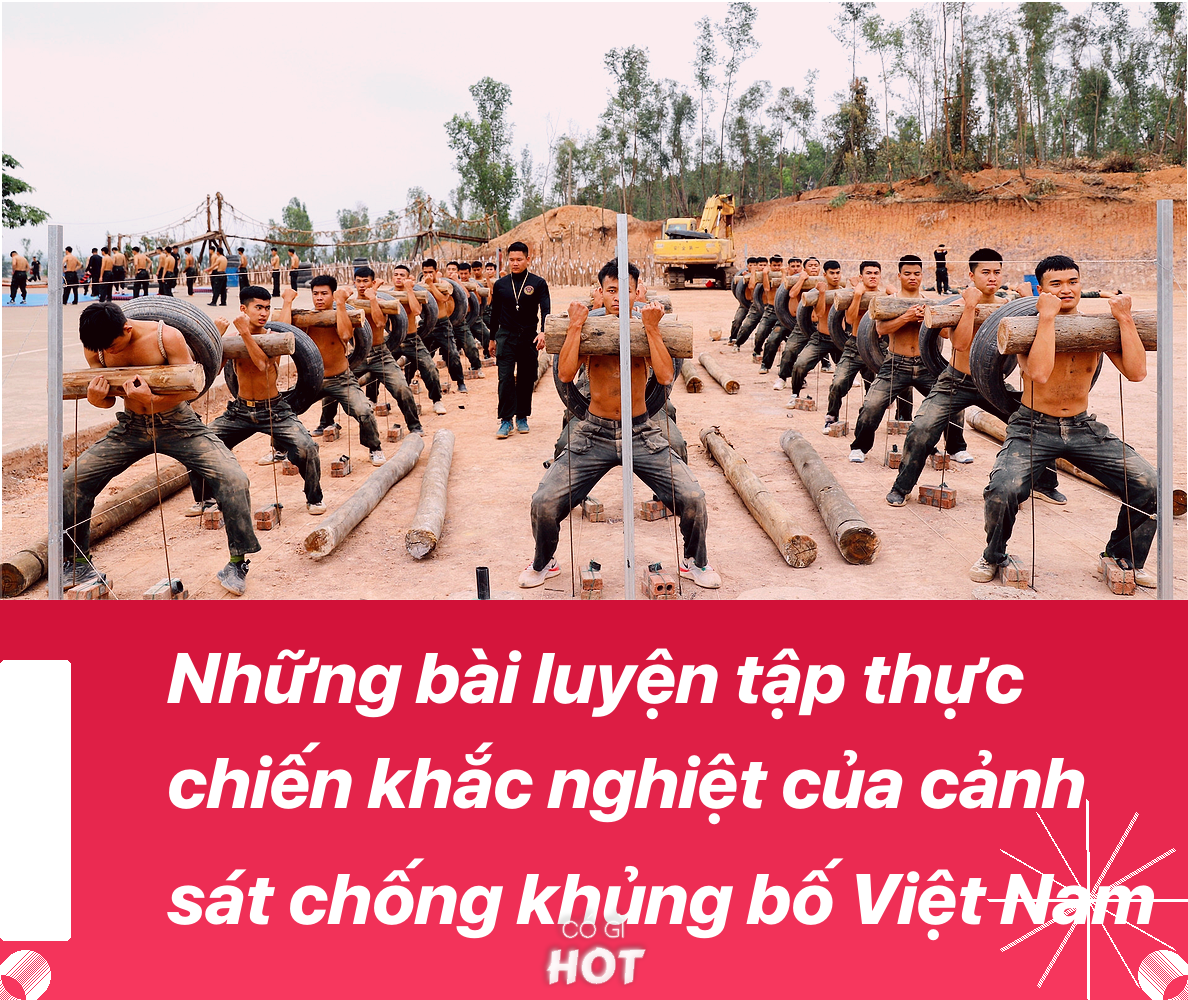 Những bài luyện tập thực
chiến khắc nghiệt của cảnh
sát chống khủng bố Việt Nam
CÓ GÌ
HOT